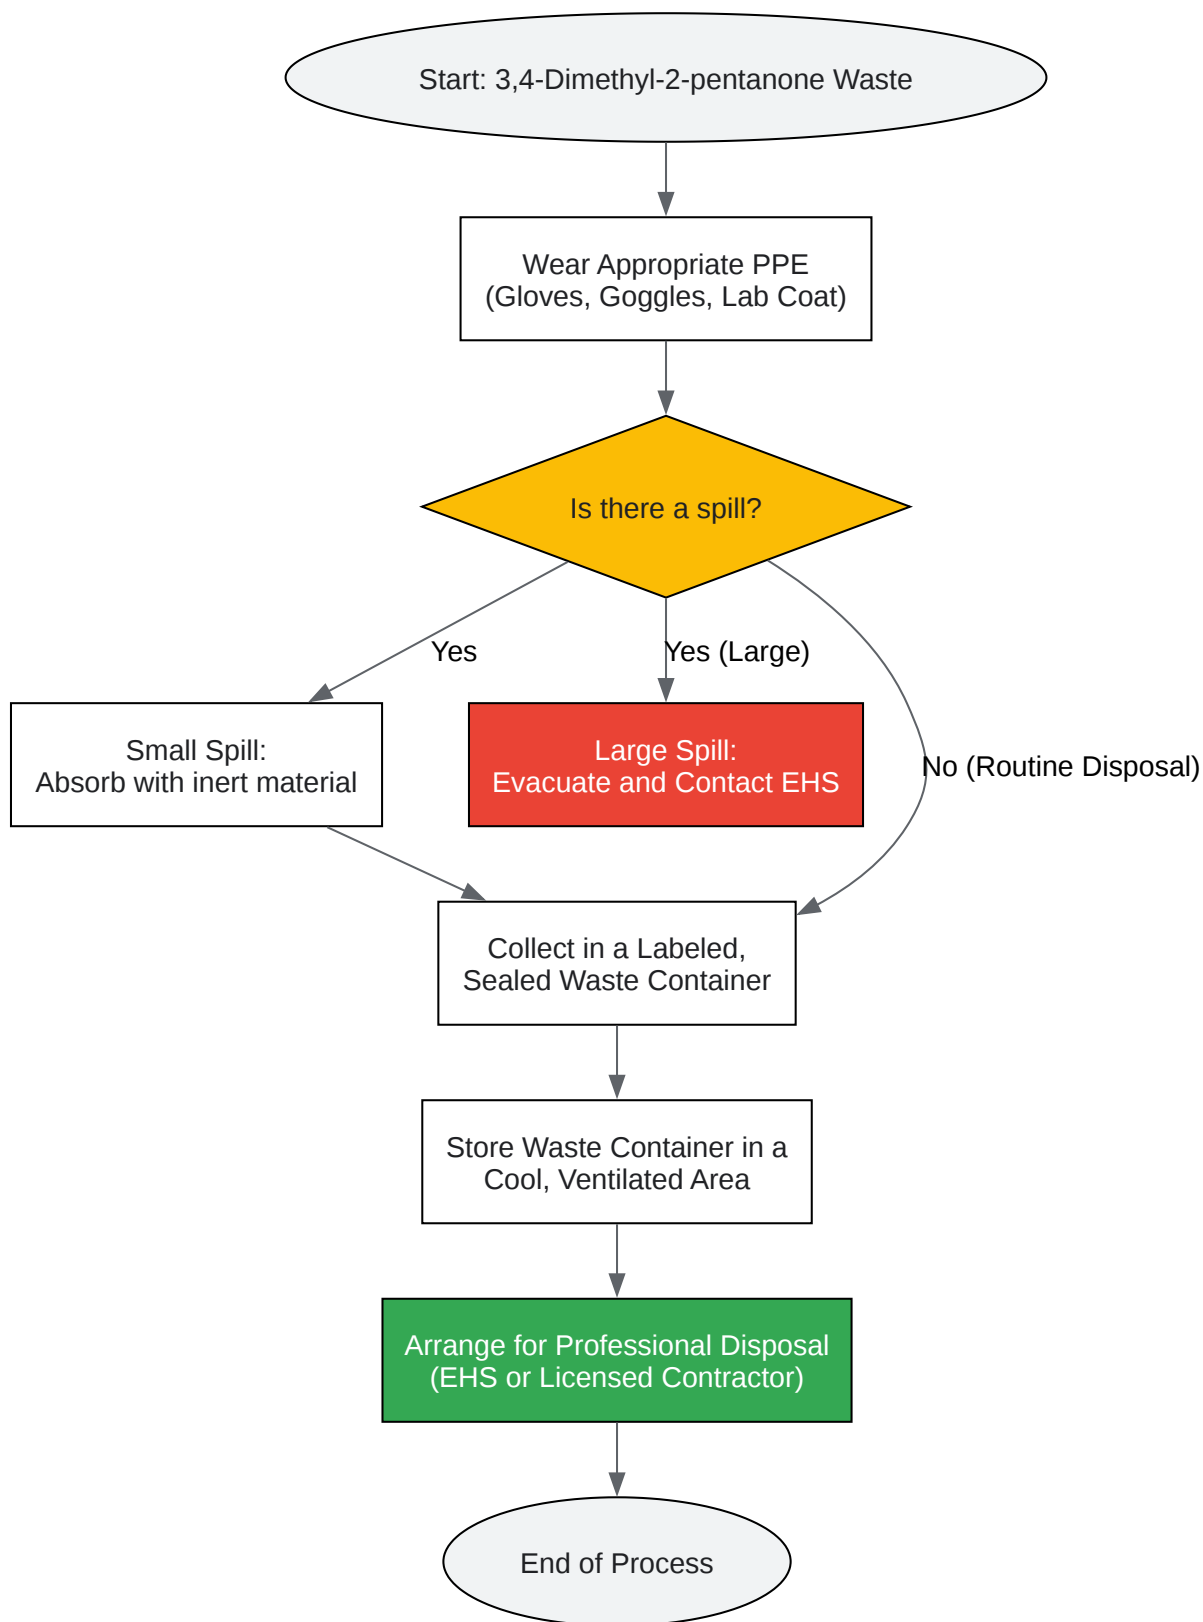 Start: 3,4-Dimethyl-2-pentanone Waste
Wear Appropriate PPE
(Gloves, Goggles, Lab Coat)
Is there a spill?
Yes
Yes (Large)
Small Spill:
Absorb with inert material
Large Spill:
Evacuate and Contact EHS
No (Routine Disposal)
Collect in a Labeled,
Sealed Waste Container
Store Waste Container in a
Cool, Ventilated Area
Arrange for Professional Disposal
(EHS or Licensed Contractor)
End of Process